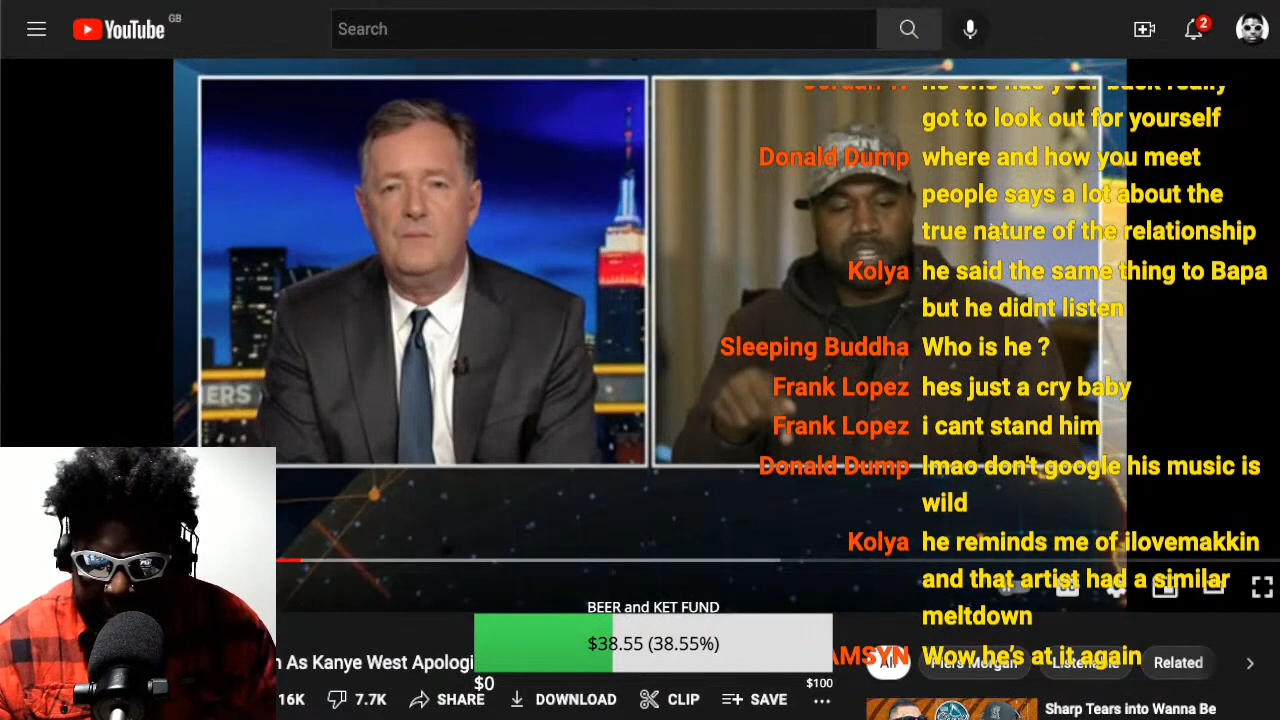 YouTube GB
Search
2
got to look out for yourself
Donald Dump where and how you meet
people says a lot about the
true nature of the relationship
Kolya he said the same thing to Bapa
but he didnt listen
Sleeping Buddha Who is he ?
Frank Lopez hes just a cry baby
Frank Lopez i cant stand him
Donald Dump lmao don't google his music is
wild
Kolya he reminds me of ilovemakkin
and that artist had a similar
meltdown
AMSYN Wow he's at it again
ERS
BEER and KET FUND
$38.55 (38.55%)
$0
$100
As Kanye West Apologi
All
Piers Morgan
Related
16K
7.7K
SHARE
DOWNLOAD
CLIP
SAVE
Sharp Tears into Wanna Be